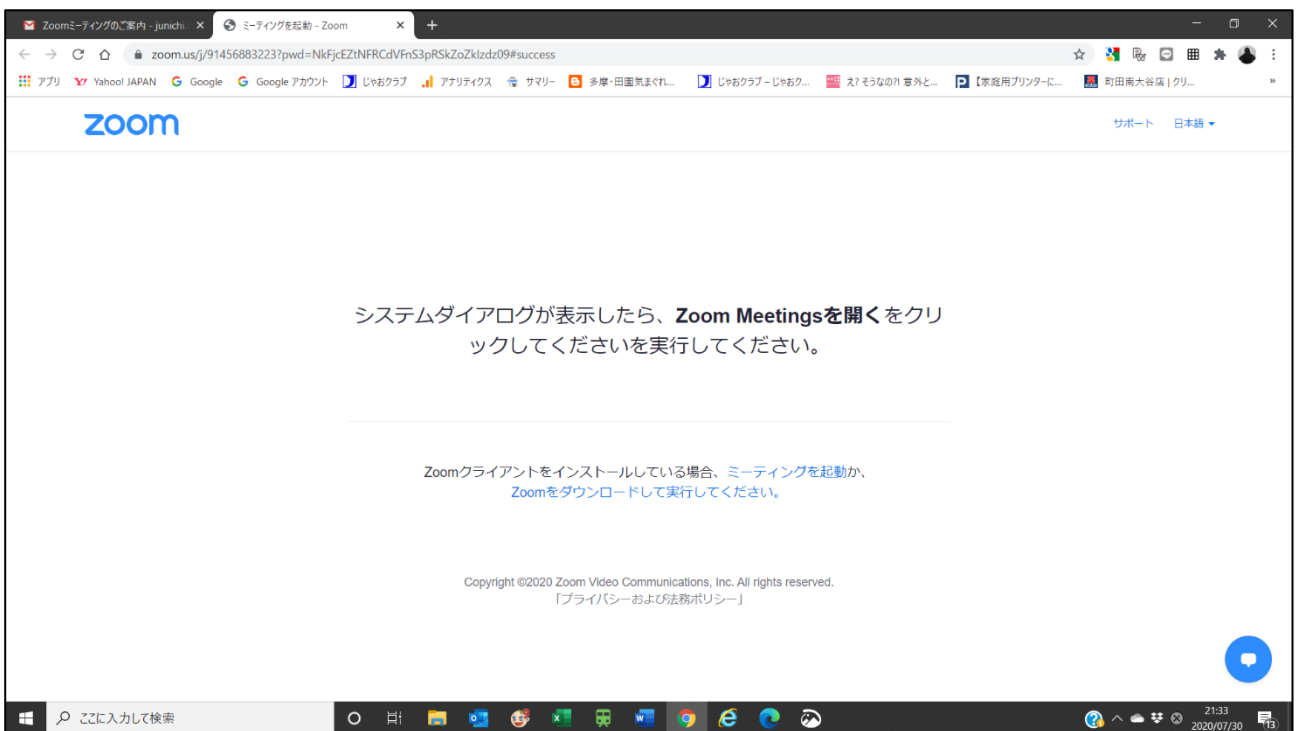 Zoomミーティングのご案内 - junichi.
ミーティングを起動 - Zoom
zoom.us/j/91456883223?pwd=NkFjcEZtNFRCdVFnS3pRSkZoZklzdz09#success
アプリ Yahoo! JAPAN Google Google アカウント じゃおクラブ アナリティクス サマリー 多摩・田園気まぐれ... じゃおクラブ – じゃおク... え? そうなの?! 意外と... 【家庭用プリンターに... 町田南大谷店 | クリ... »
zoom
サポート 日本語
システムダイアログが表示したら、Zoom Meetingsを開くをクリ
ックしてくださいを実行してください。
Zoomクライアントをインストールしている場合、ミーティングを起動か、
Zoomをダウンロードして実行してください。
Copyright ©2020 Zoom Video Communications, Inc. All rights reserved.
「プライバシーおよび法務ポリシー」
ここに入力して検索
21:33
2020/07/30
13